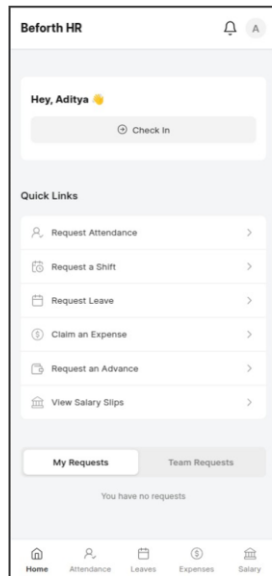 Beforth HR
A
Hey, Aditya 👋
Check In
Quick Links
Request Attendance
Request a Shift
Request Leave
Claim an Expense
Request an Advance
View Salary Slips
My Requests
Team Requests
You have no requests
Home
Attendance
Leaves
Expenses
Salary